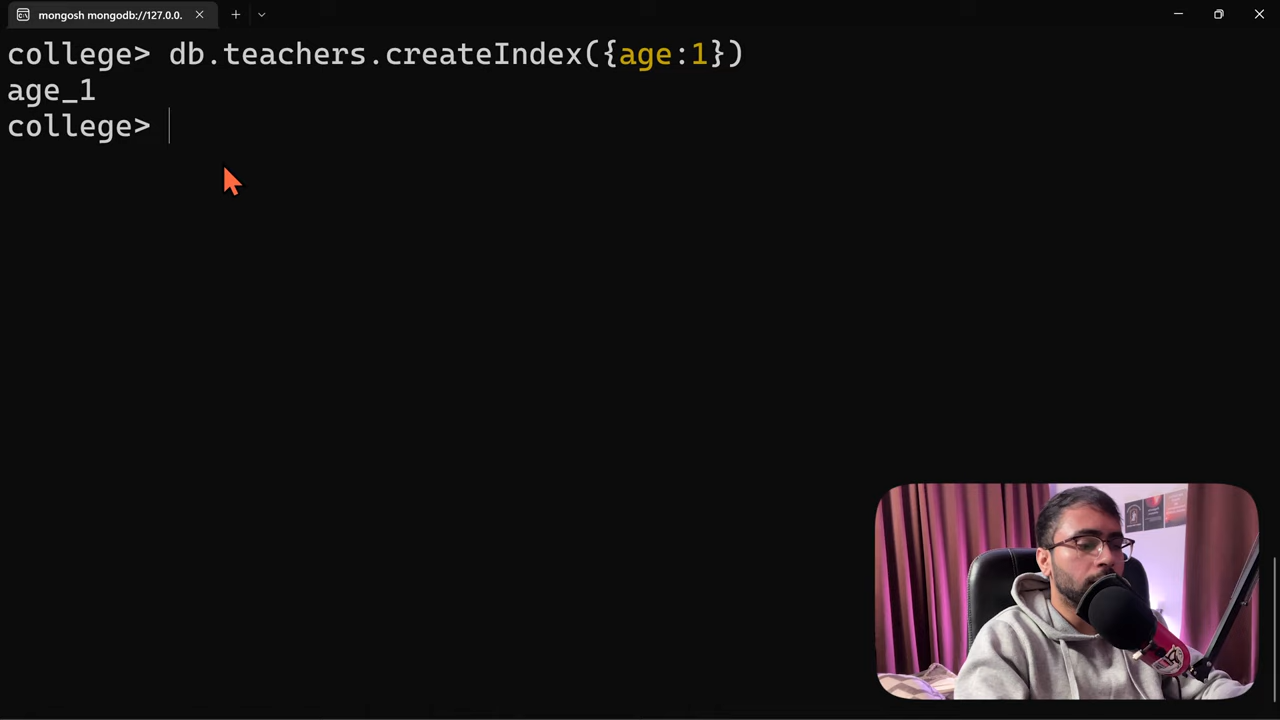 mongosh mongodb://127.0.0.
college> db.teachers.createIndex({age:1})
age_1
college>